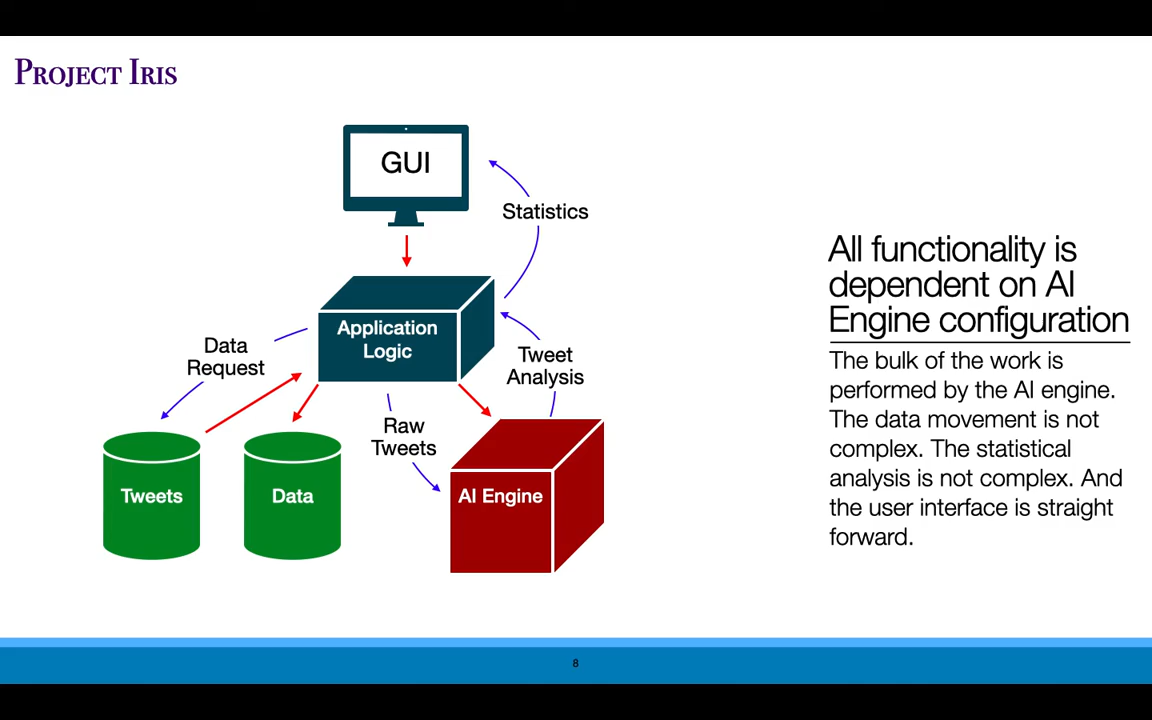 PROJECT IRIS
GUI
Statistics
Application
Logic
Data
Request
Tweet
Analysis
Raw
Tweets
Tweets
Data
AI Engine
All functionality is
dependent on AI
Engine configuration
The bulk of the work is
performed by the AI engine.
The data movement is not
complex. The statistical
analysis is not complex. And
the user interface is straight
forward.
8